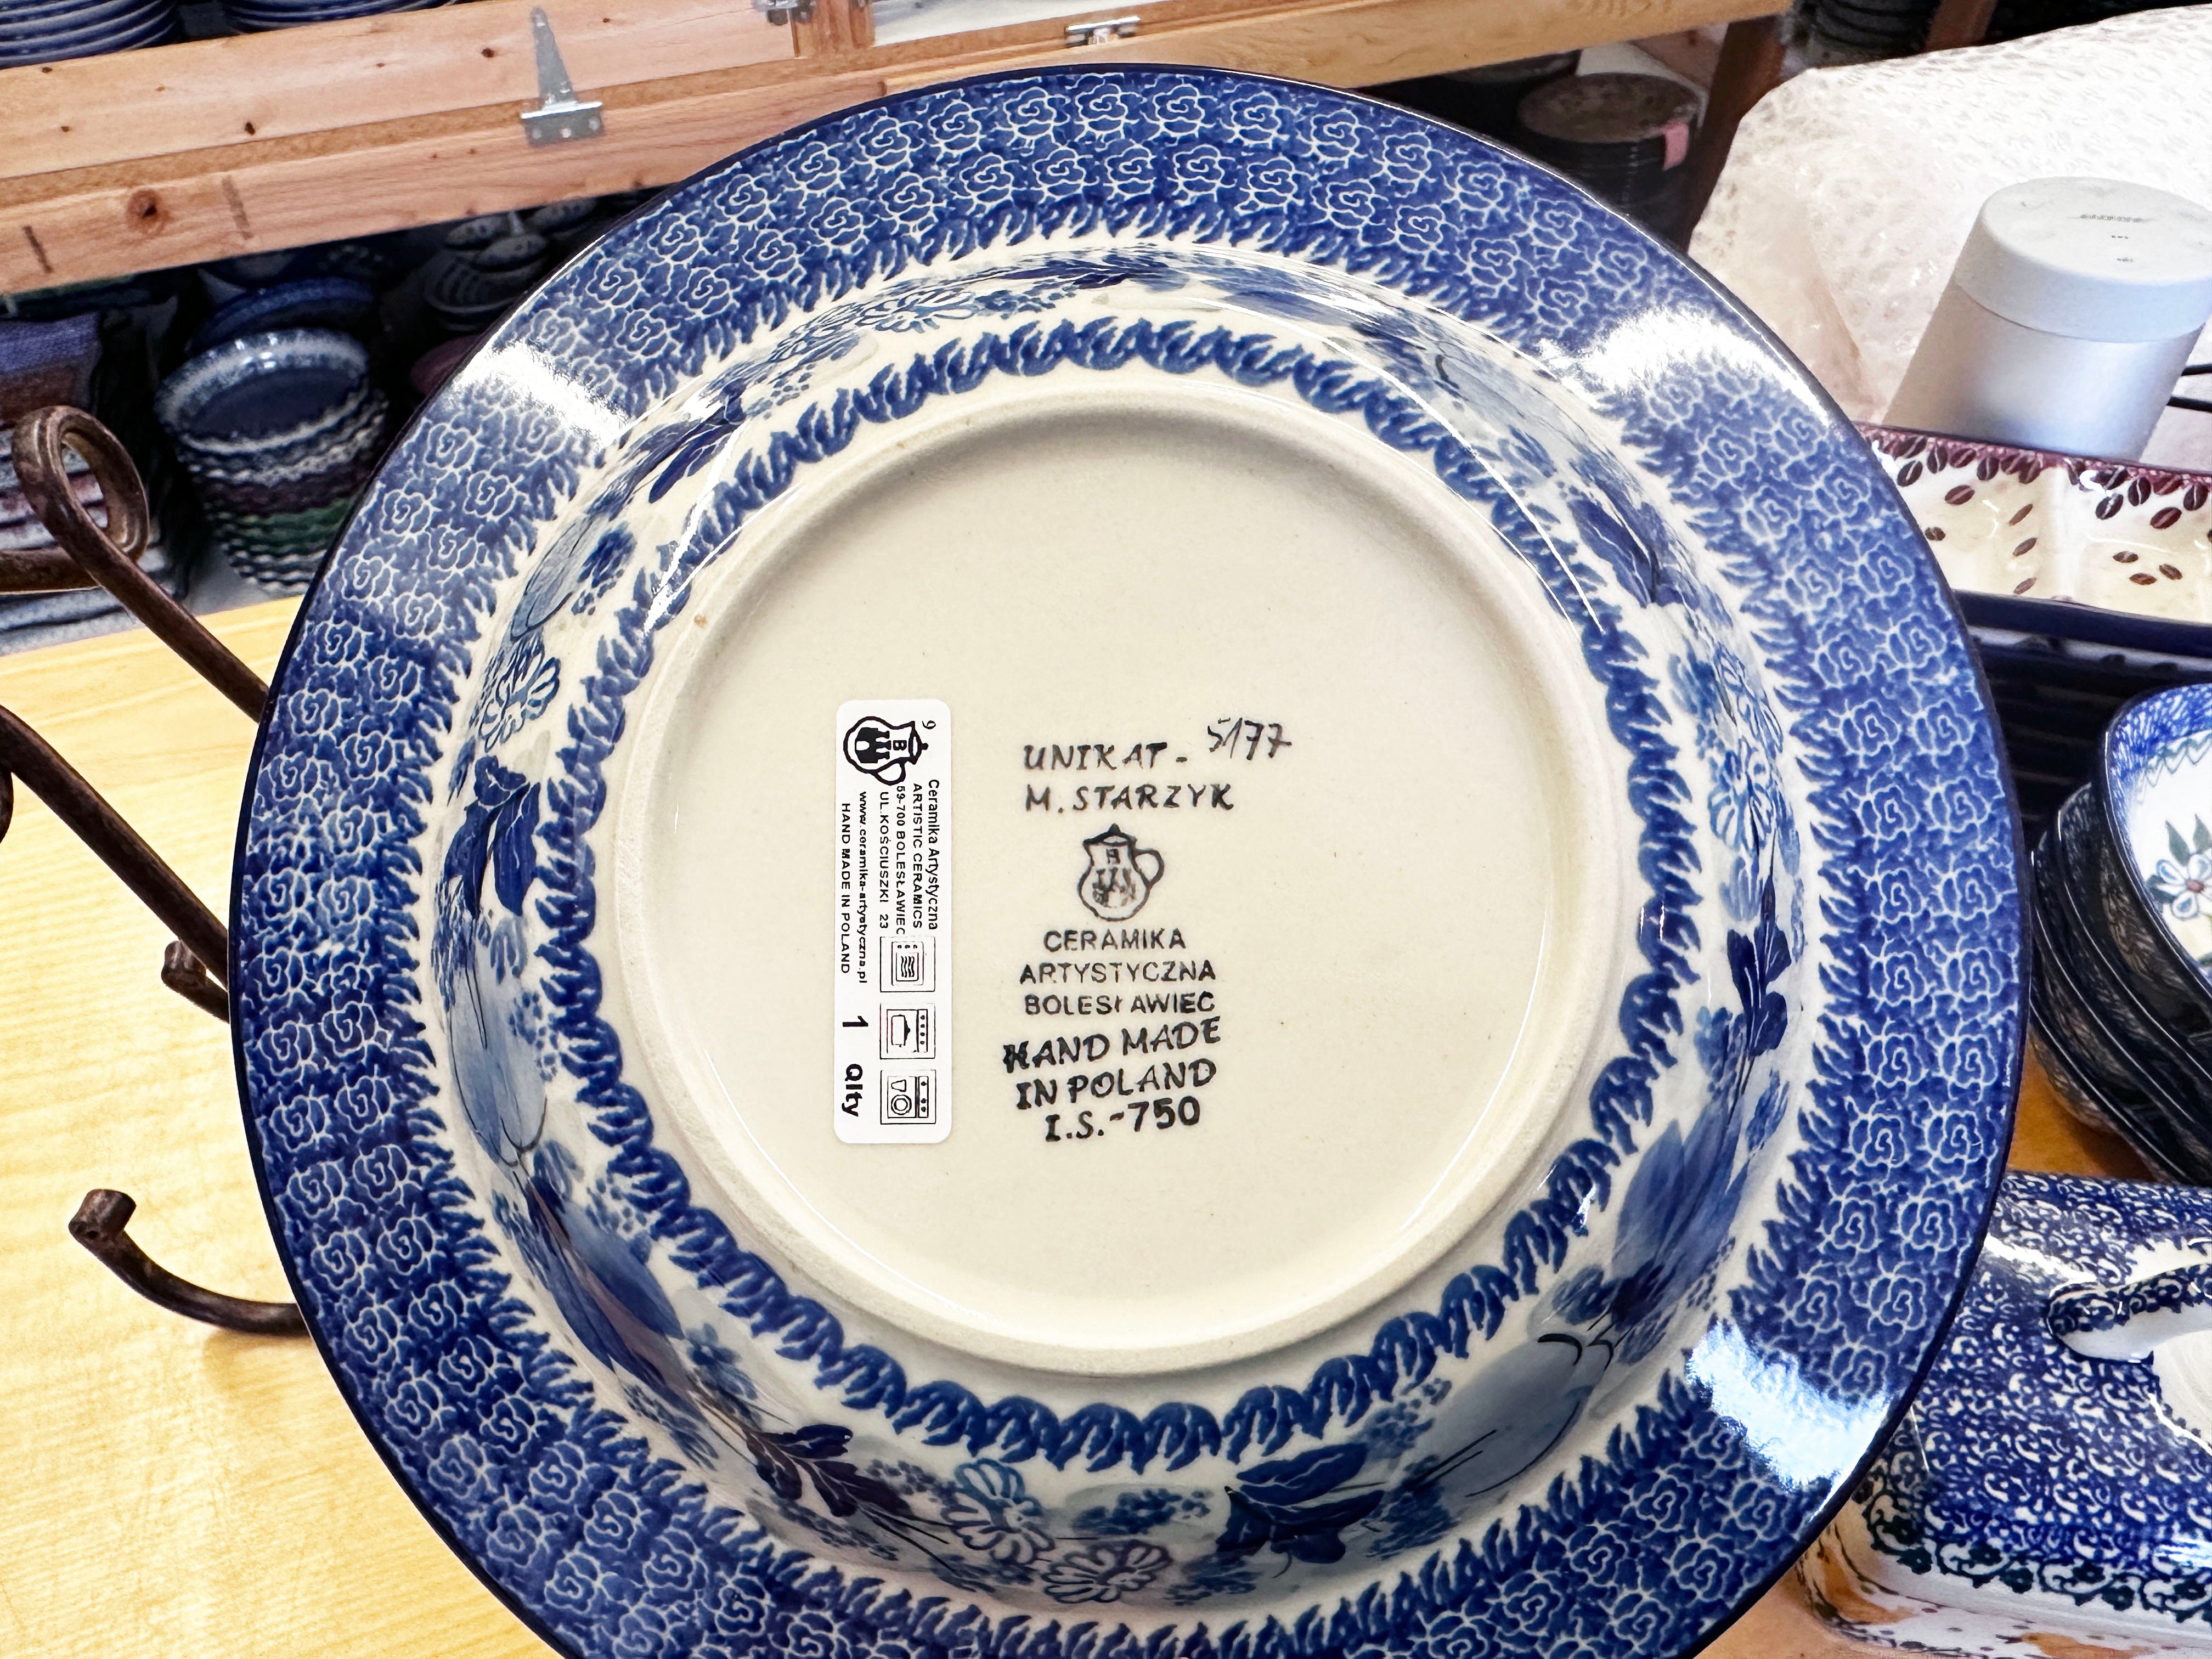 UNIKAT - 5177
M. STARZYK
B
CERAMIKA
ARTYSTYCZNA
BOLESŁAWIEC
HAND MADE
IN POLAND
I.S.-750
9
B
Ceramika Artystyczna
ARTISTIC CERAMICS
59-700 BOLESŁAWIEC
UL.KOŚCIUSZKI 23
www.ceramika-artystyczna.pl
HAND MADE IN POLAND
1 Qlty